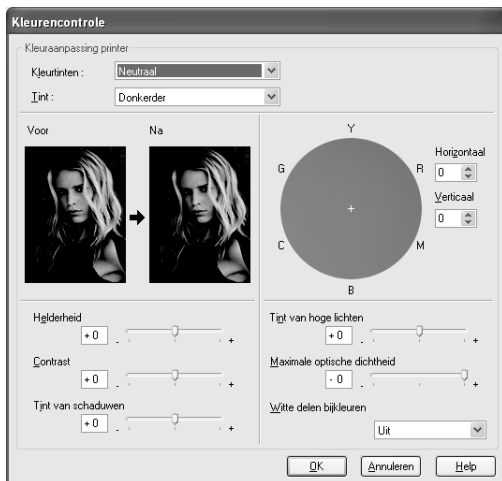 Kleurencontrole
Kleuraanpassing printer
Kleurtinten : Neutraal
Tint : Donkerder
Voor Na
Y
G R
C M
B
Horizontaal
0
Verticaal
0
Helderheid
+ 0 - +
Contrast
+ 0 - +
Tint van schaduwen
+ 0 - +
Tint van hoge lichten
+ 0 - +
Maximale optische dichtheid
- 0 - +
Witte delen bijkleuren
Uit
OK Annuleren Help